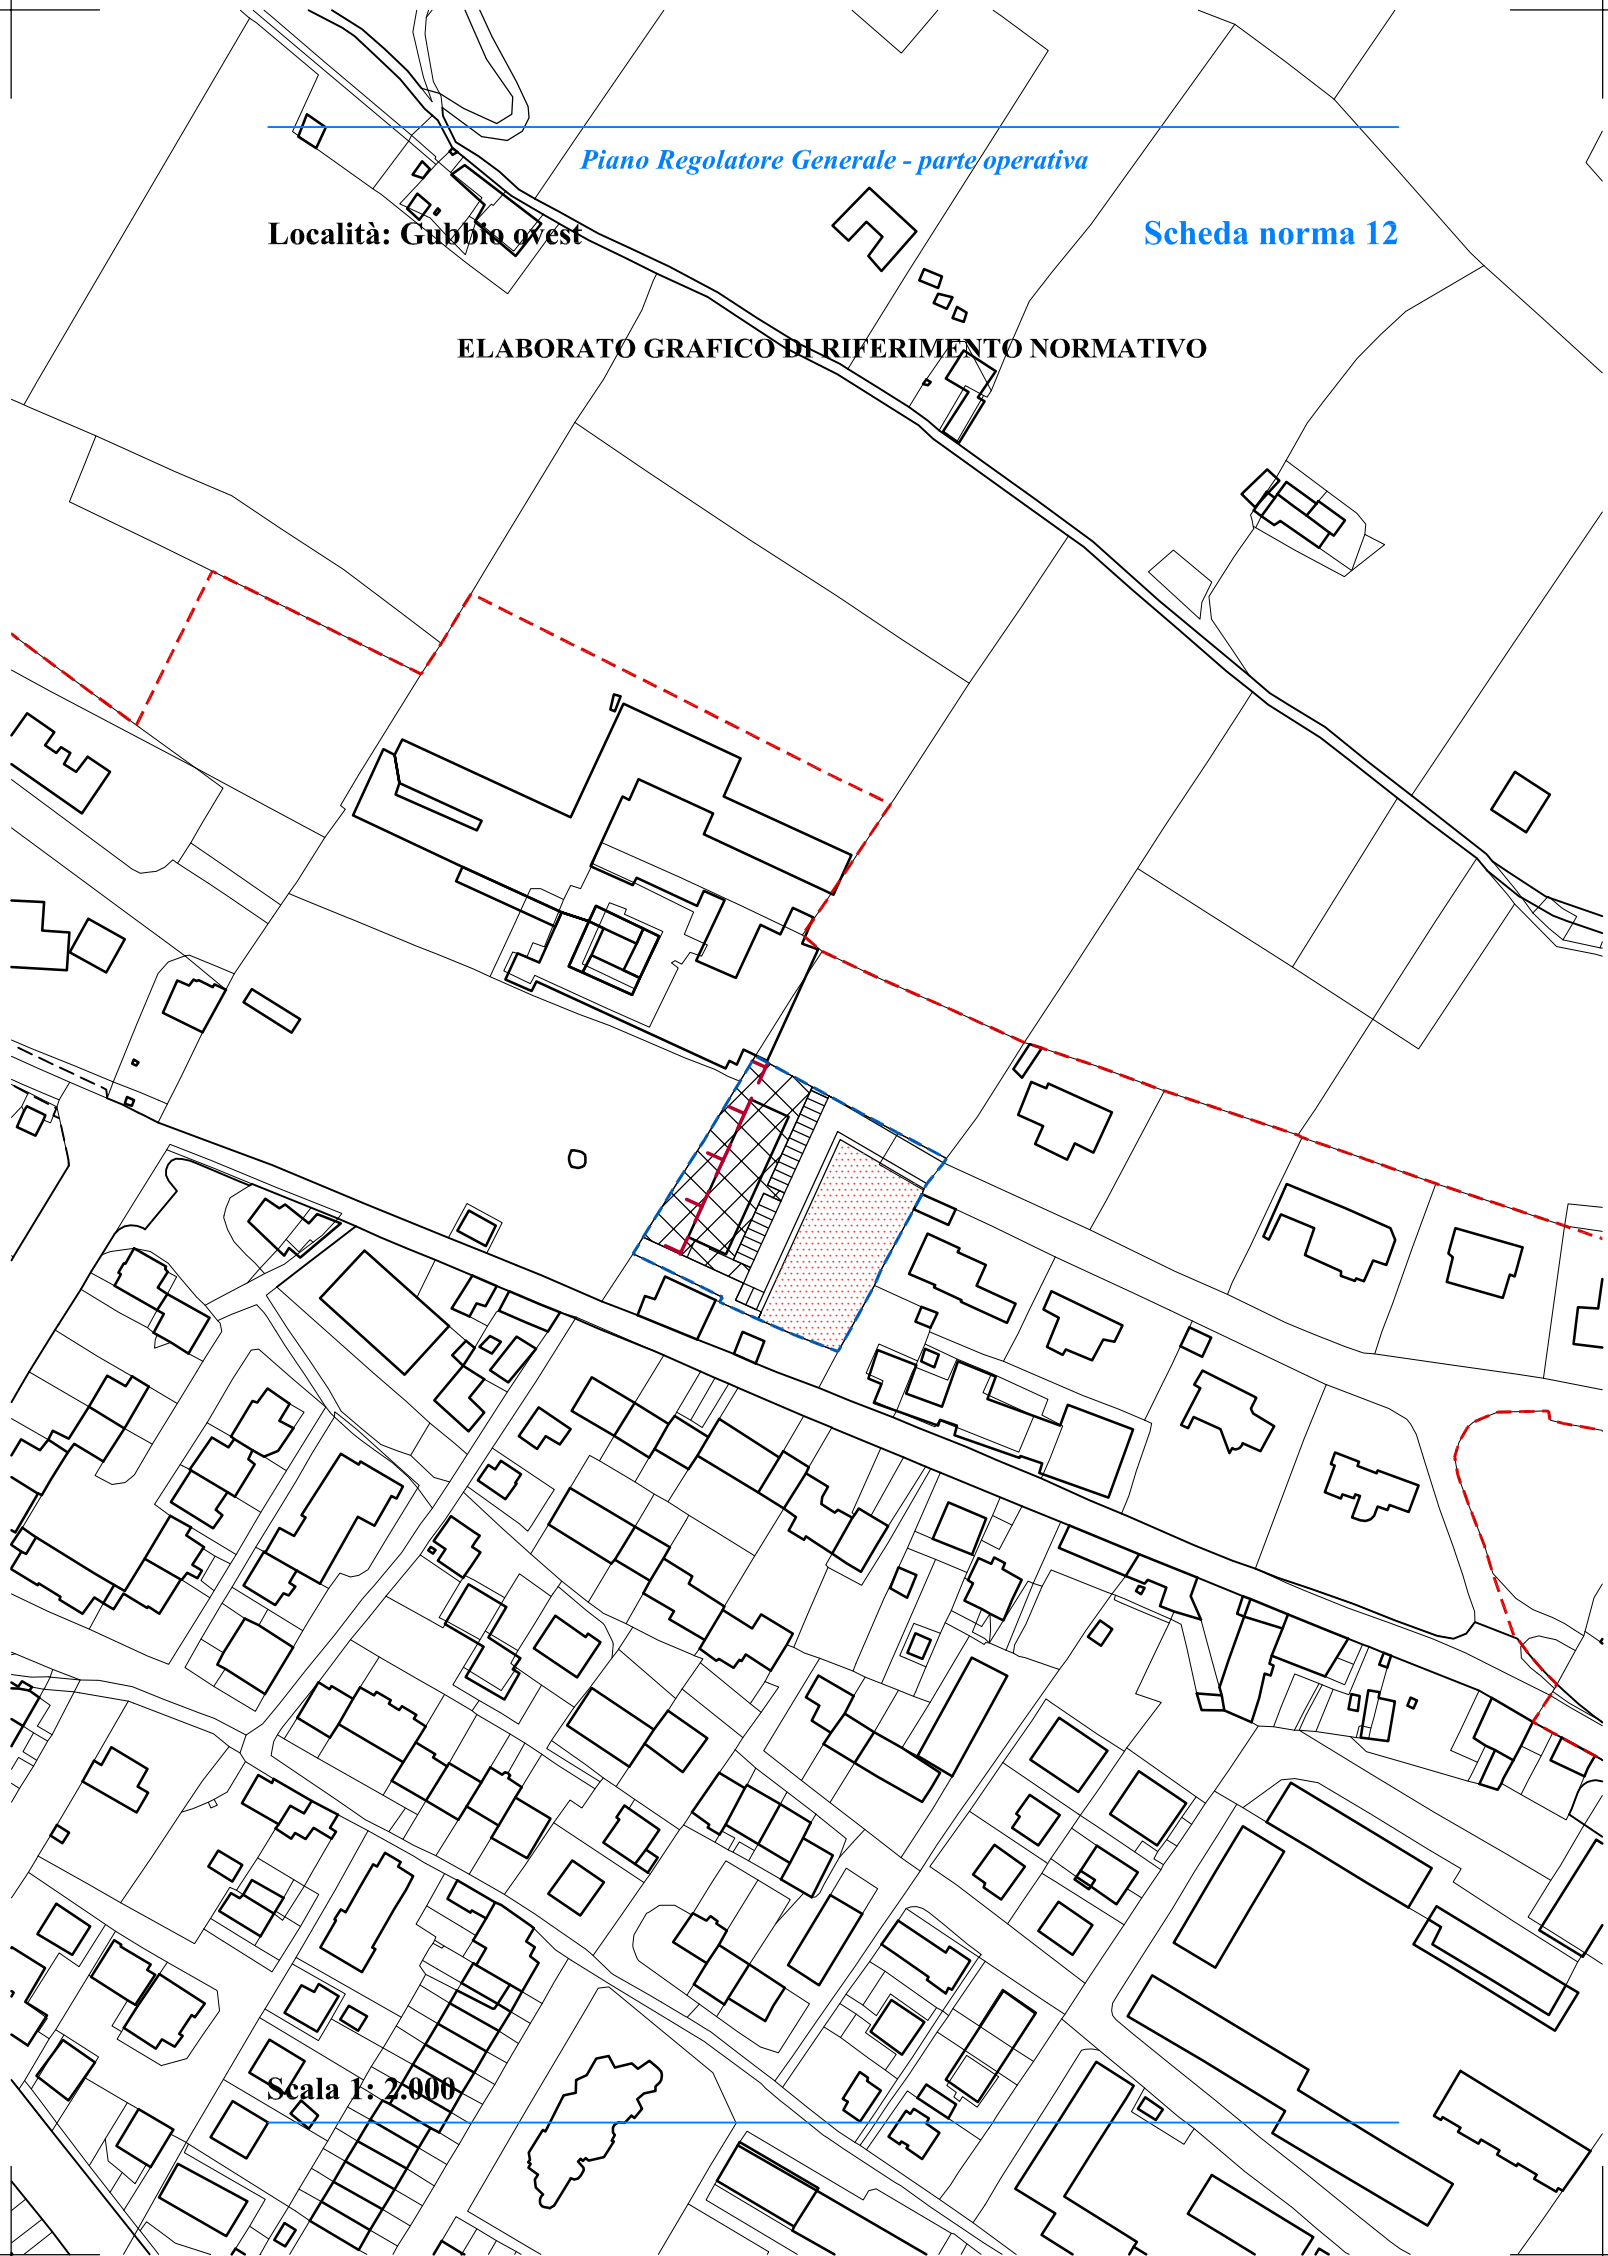 Piano Regolatore Generale - parte operativa
Località: Gubbio ovest
Scheda norma 12
ELABORATO GRAFICO DI RIFERIMENTO NORMATIVO
Scala 1: 2.000